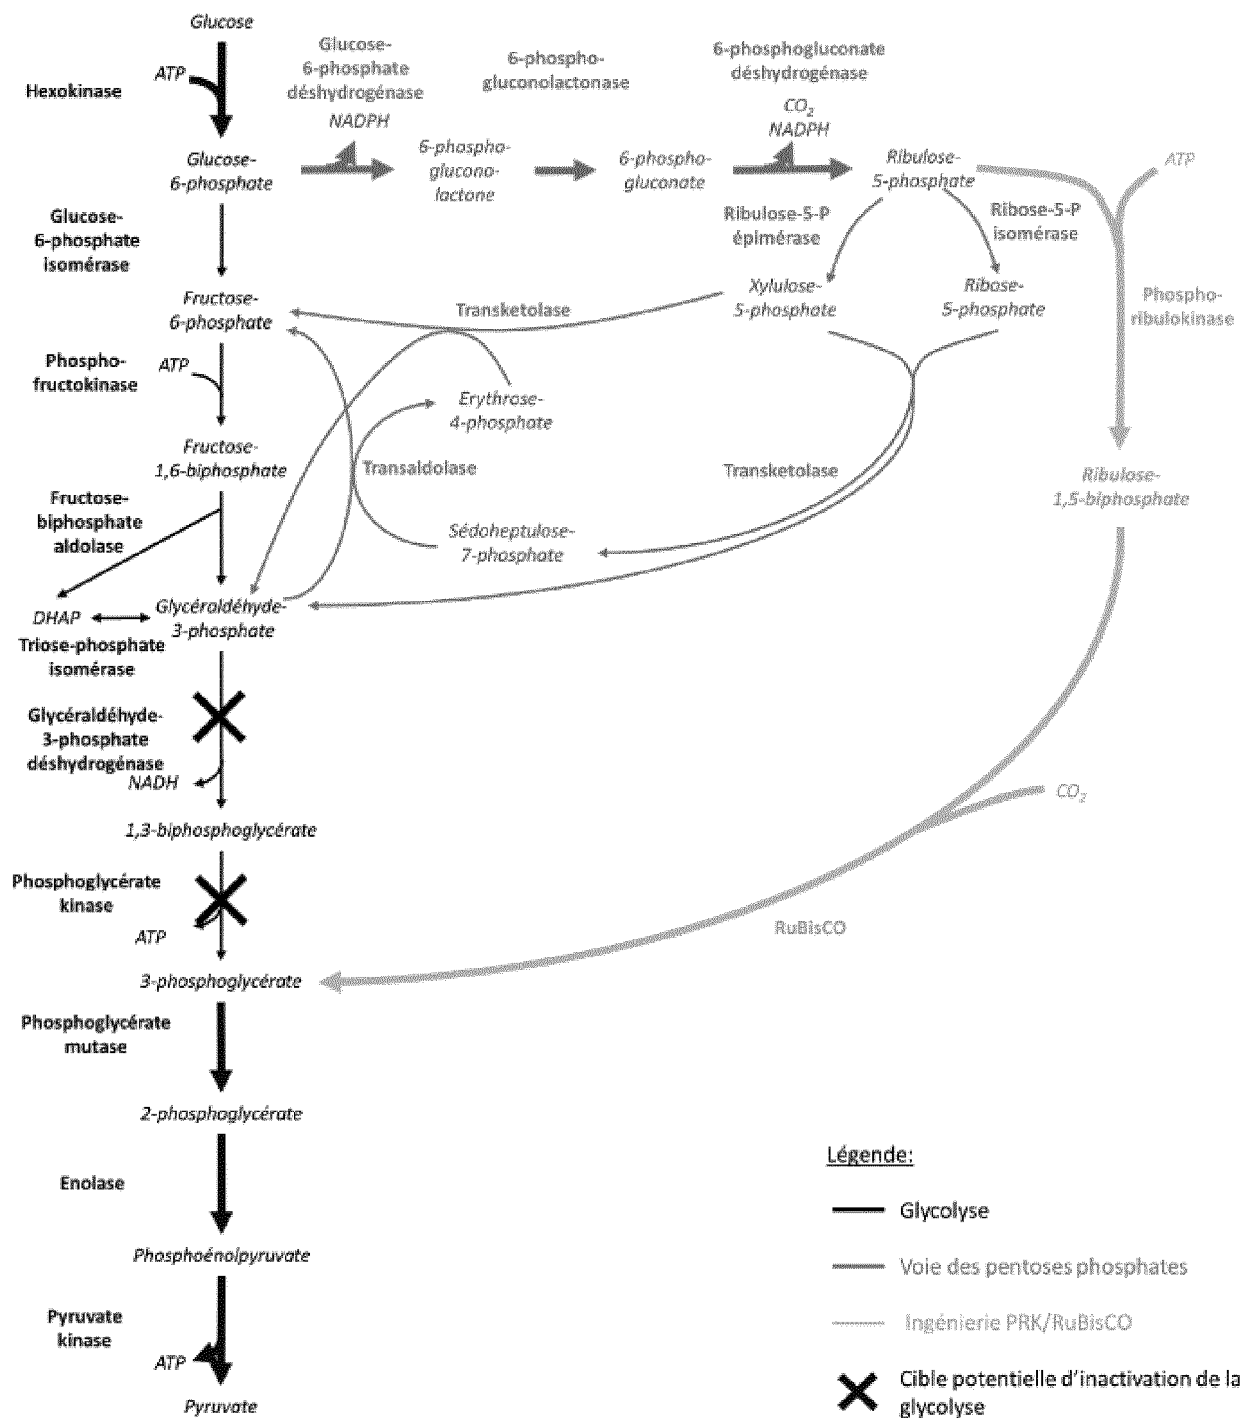 Glucose
ATP
Hexokinase
Glucose-
6-phosphate
déshydrogénase
NADPH
6-phospho-
gluconolactonase
6-phosphogluconate
déshydrogénase
CO₂
NADPH
Glucose-
6-phosphate
6-phospho-
glucono-
lactone
6-phospho-
gluconate
Ribulose-
5-phosphate
ATP
Glucose-
6-phosphate
isomérase
Ribulose-5-P
épimérase
Ribose-5-P
isomérase
Fructose-
6-phosphate
Transketolase
Xylulose-
5-phosphate
Ribose-
5-phosphate
Phospho-
ribulokinase
Phospho-
fructokinase
ATP
Erythrose-
4-phosphate
Fructose-
1,6-biphosphate
Transaldolase
Transketolase
Ribulose-
1,5-biphosphate
Fructose-
biphosphate
aldolase
Sédoheptulose-
7-phosphate
DHAP
Glycéraldéhyde-
3-phosphate
Triose-phosphate
isomérase
Glycéraldéhyde-
3-phosphate
déshydrogénase
NADH
CO₂
1,3-biphosphoglycérate
Phosphoglycérate
kinase
ATP
RuBisCO
3-phosphoglycérate
Phosphoglycérate
mutase
2-phosphoglycérate
Enolase
Phosphoénolpyruvate
Pyruvate
kinase
ATP
Pyruvate
Légende:
Glycolyse
Voie des pentoses phosphates
Ingénierie PRK/RuBisCO
Cible potentielle d'inactivation de la
glycolyse